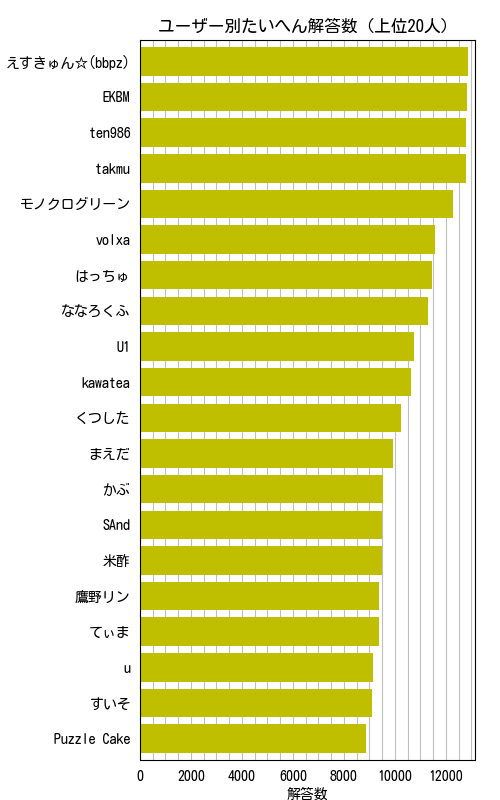 ユーザー別たいへん解答数 (上位20人)
えすきゅん☆(bbpz)
EKBM
ten986
takmu
モノクログリーン
volxa
はっちゅ
ななろくふ
U1
kawatea
くつした
まえだ
かぶ
SAnd
米酢
鷹野リン
てぃま
u
すいそ
Puzzle Cake
0 2000 4000 6000 8000 10000 12000
解答数